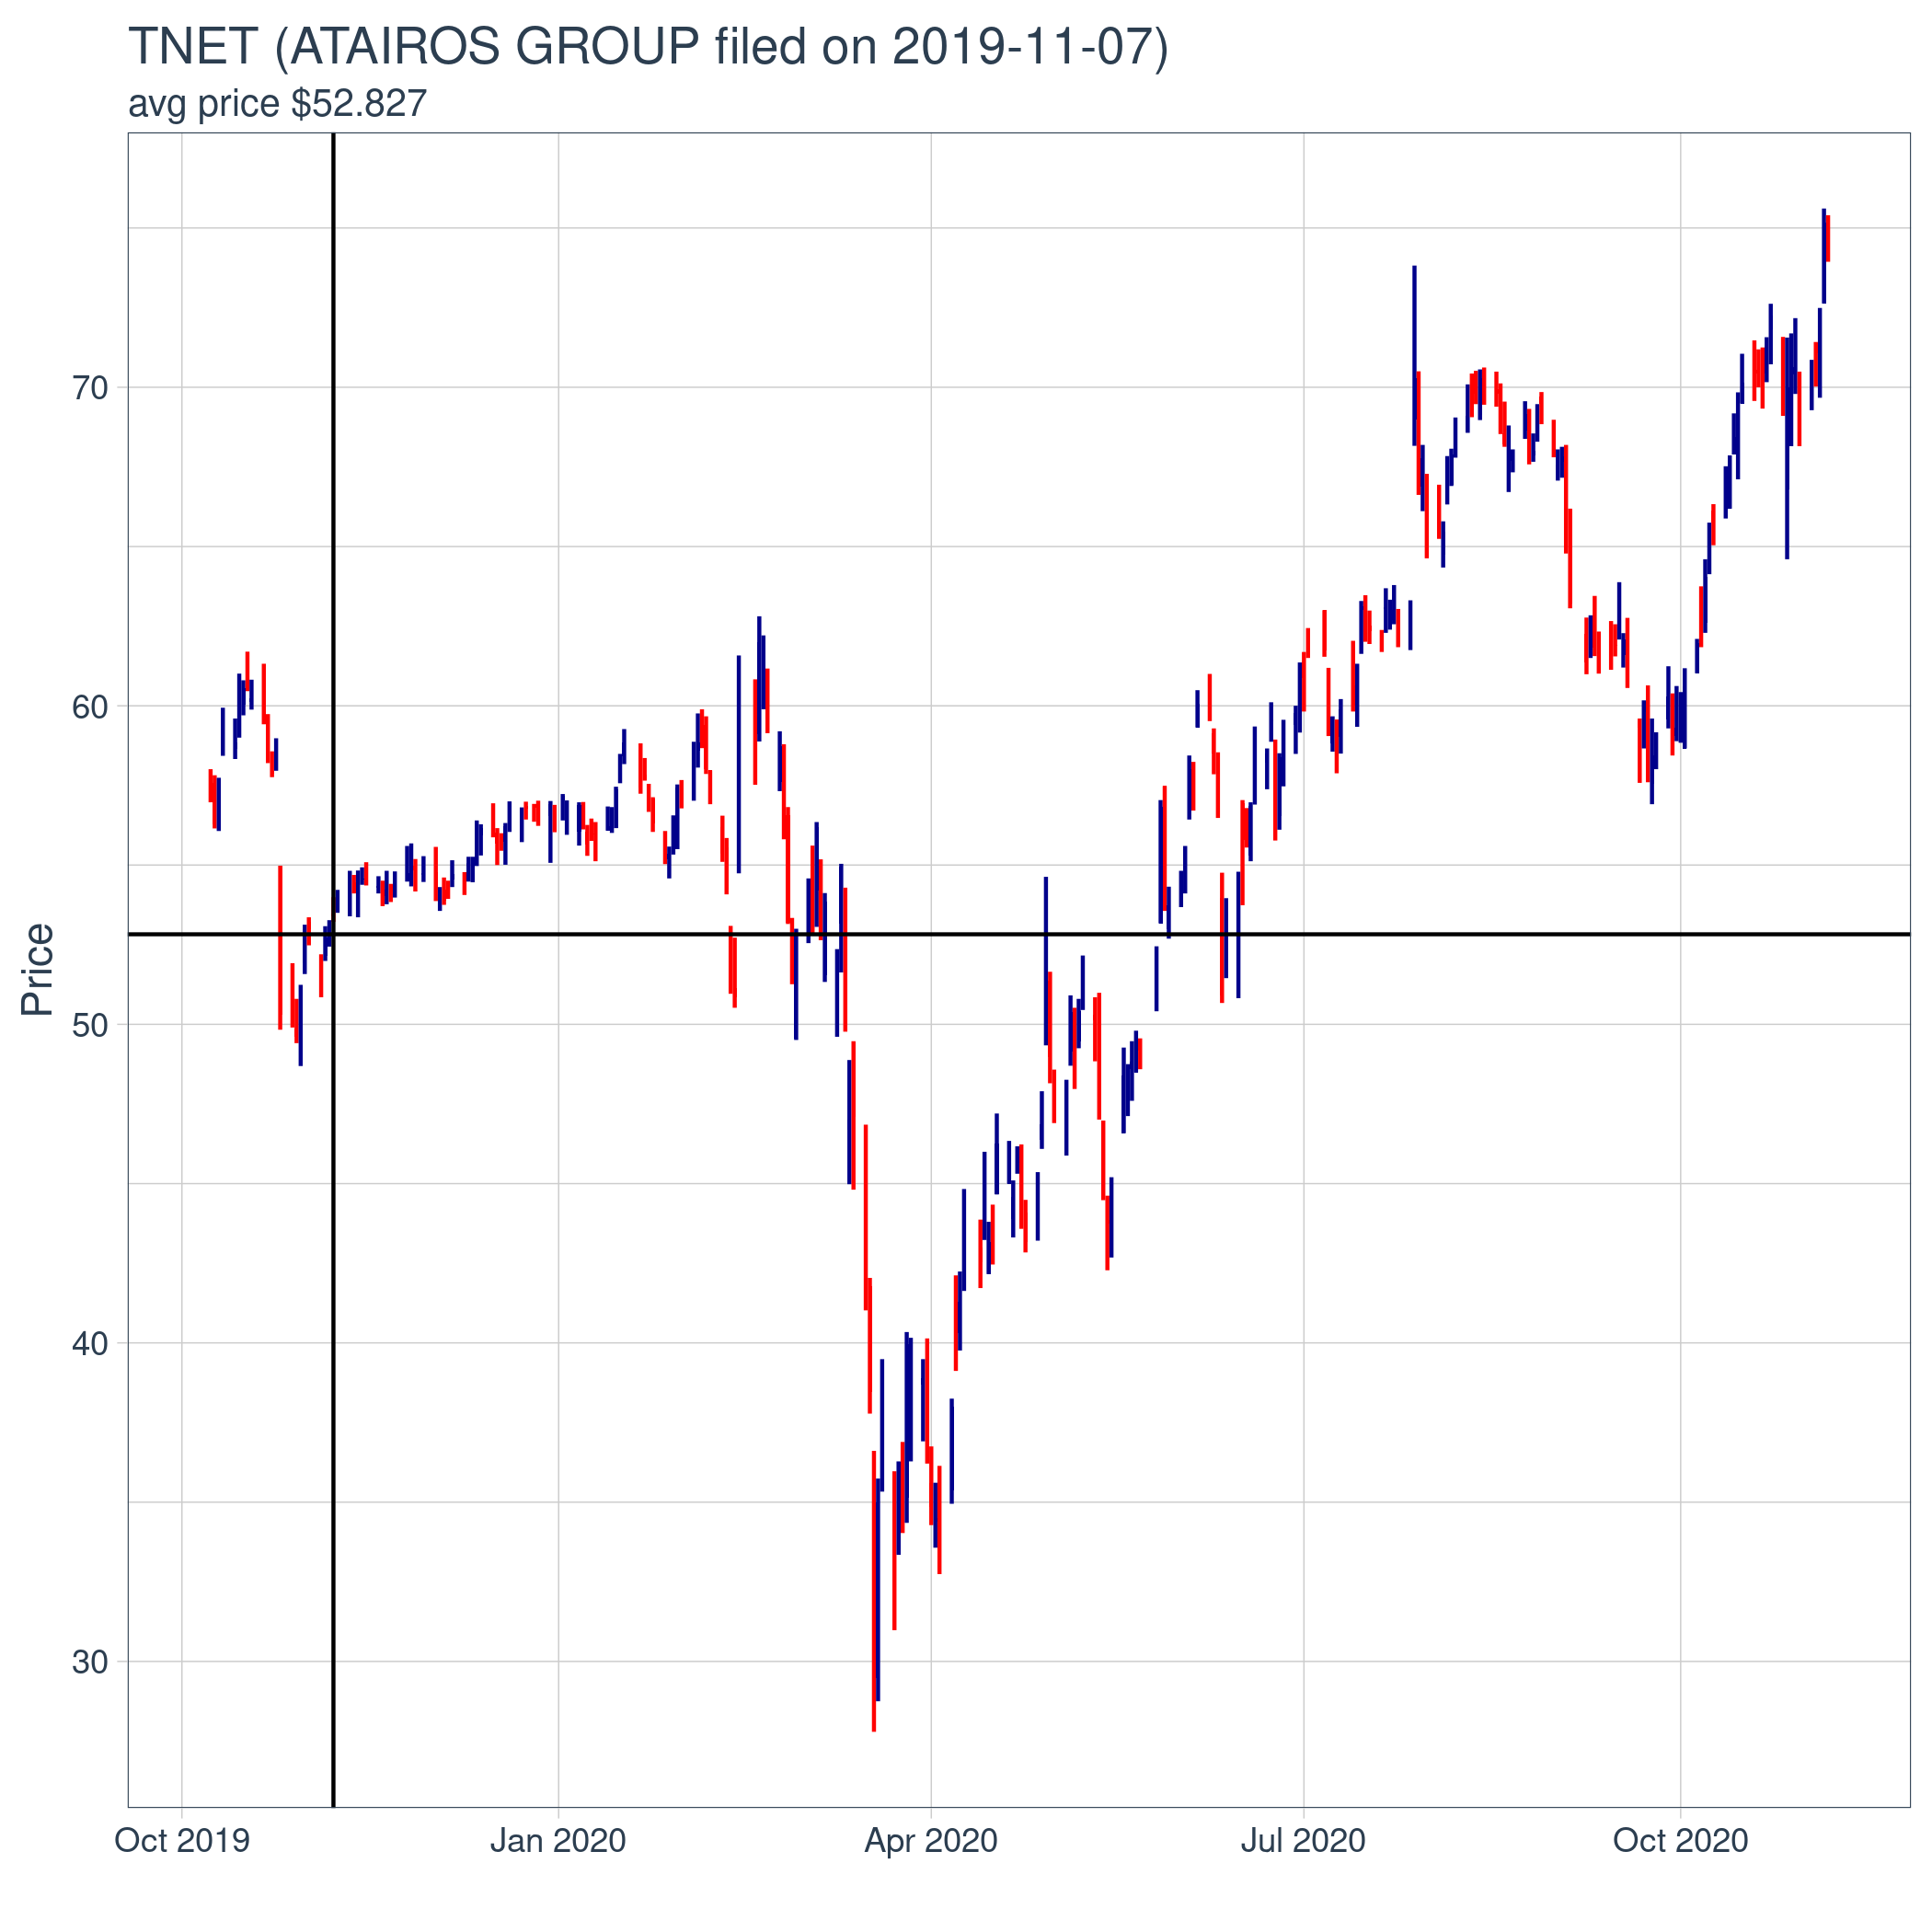 TNET (ATAIROS GROUP filed on 2019-11-07)
avg price $52.827
Price
70
60
50
40
30
Oct 2019
Jan 2020
Apr 2020
Jul 2020
Oct 2020